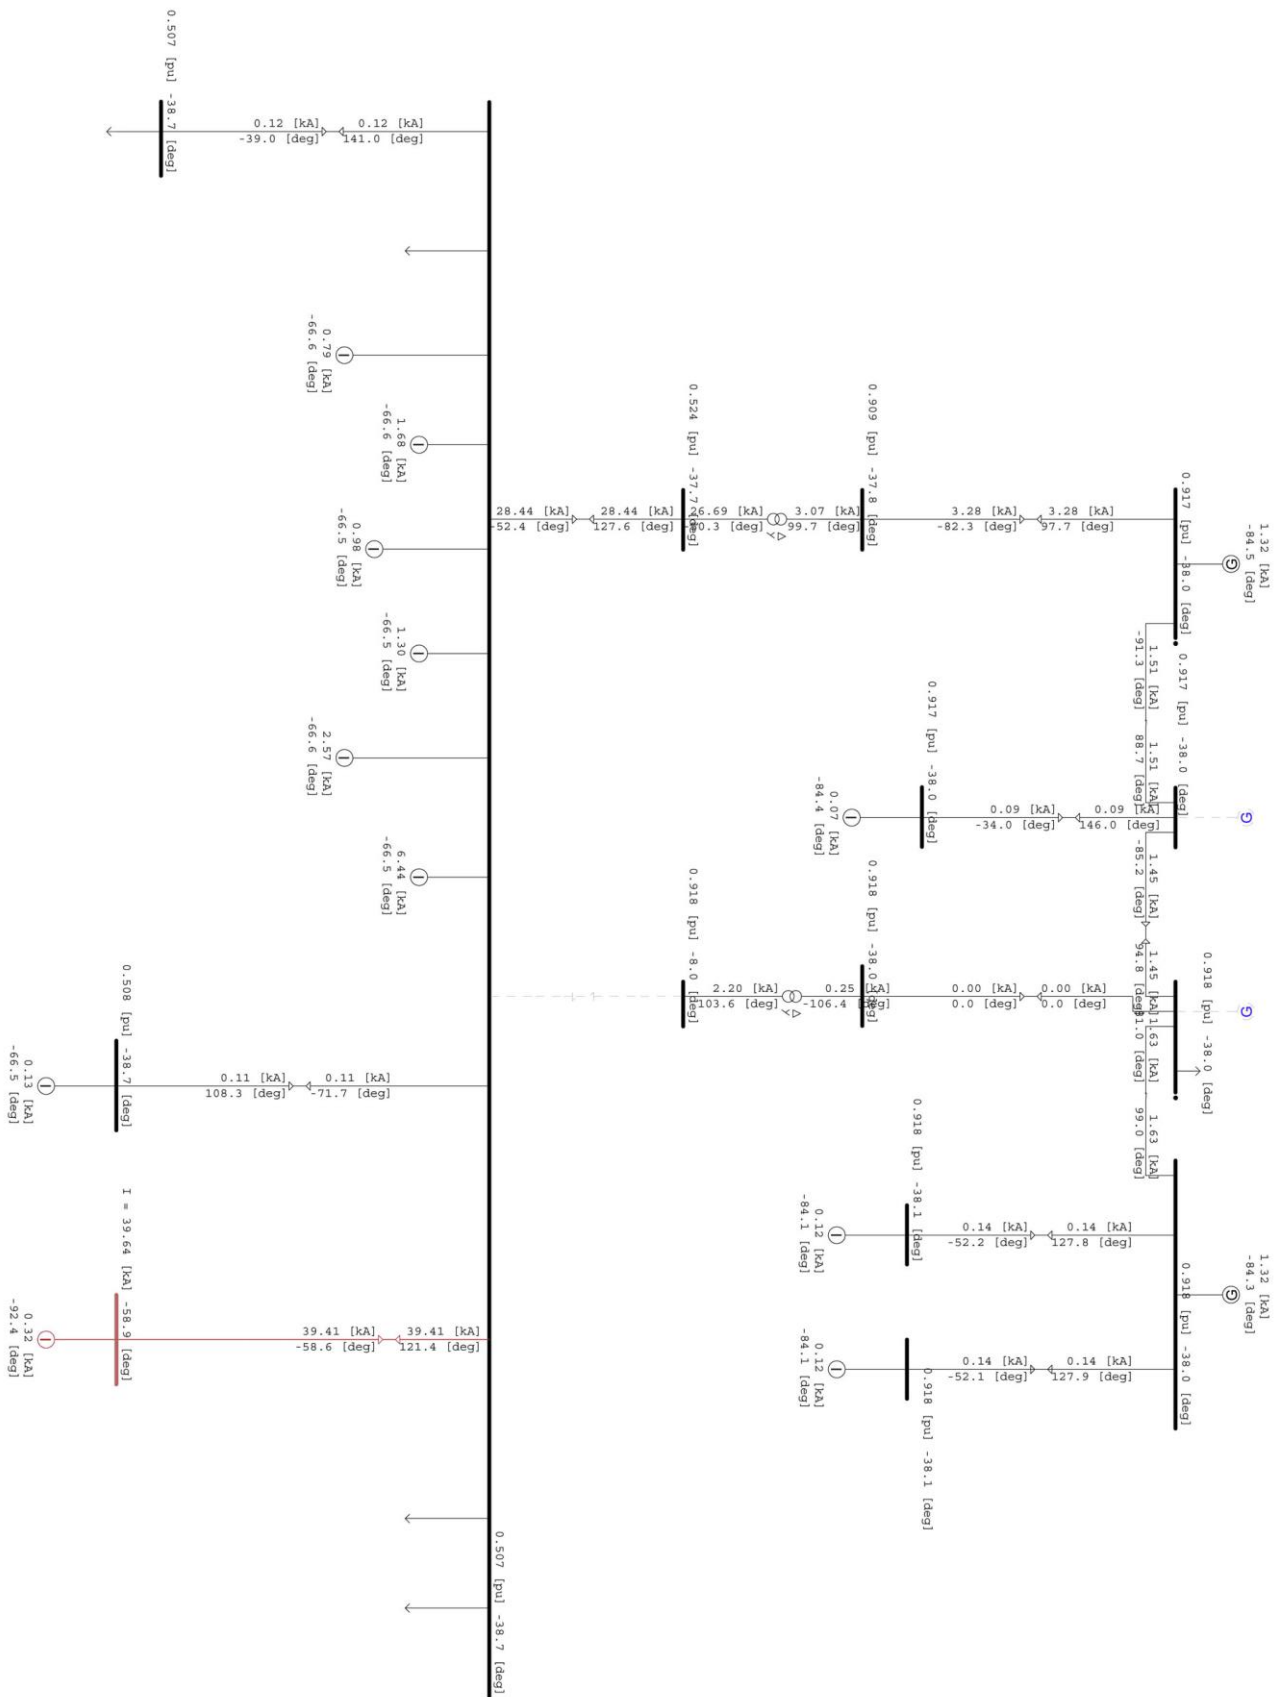 0.507 [pu] -38.7 [deg]
0.12 [kA]
-39.0 [deg]
0.12 [kA]
141.0 [deg]
0.79 [kA]
-66.6 [deg]
1.68 [kA]
-66.6 [deg]
0.98 [kA]
-66.5 [deg]
1.30 [kA]
-66.5 [deg]
2.57 [kA]
-66.6 [deg]
6.44 [kA]
-66.5 [deg]
28.44 [kA]
-52.4 [deg]
28.44 [kA]
127.6 [deg]
0.524 [pu] -37.7 [deg]
26.69 [kA]
3.07 [kA]
99.7 [deg]
0.909 [pu] -37.8 [deg]
3.28 [kA]
-82.3 [deg]
3.28 [kA]
97.7 [deg]
0.917 [pu] -38.0 [deg]
1.32 [kA]
-84.5 [deg]
G
1.51 [kA]
-91.3 [deg]
1.51 [kA]
88.7 [deg]
0.917 [pu] -38.0 [deg]
G
0.917 [pu] -38.0 [deg]
0.07 [kA]
-84.4 [deg]
0.09 [kA]
-34.0 [deg]
0.09 [kA]
146.0 [deg]
1.45 [kA]
-85.2 [deg]
1.45 [kA]
94.8 [deg]
0.918 [pu] -8.0 [deg]
2.20 [kA]
103.6 [deg]
0.25 [kA]
-106.4 [deg]
0.918 [pu] -38.0 [deg]
0.00 [kA]
0.0 [deg]
0.00 [kA]
0.0 [deg]
0.918 [pu] -38.0 [deg]
G
1.63 [kA]
1.63 [kA]
99.0 [deg]
0.508 [pu] -38.7 [deg]
0.13 [kA]
-66.5 [deg]
0.11 [kA]
108.3 [deg]
0.11 [kA]
-71.7 [deg]
0.918 [pu] -38.1 [deg]
0.12 [kA]
-84.1 [deg]
0.14 [kA]
-52.2 [deg]
0.14 [kA]
127.8 [deg]
1.32 [kA]
-84.3 [deg]
G
0.918 [pu] -38.0 [deg]
I = 39.64 [kA] -58.9 [deg]
0.32 [kA]
-92.4 [deg]
39.41 [kA]
-58.6 [deg]
39.41 [kA]
121.4 [deg]
0.12 [kA]
-84.1 [deg]
0.14 [kA]
-52.1 [deg]
0.14 [kA]
127.9 [deg]
0.918 [pu] -38.1 [deg]
0.507 [pu] -38.7 [deg]